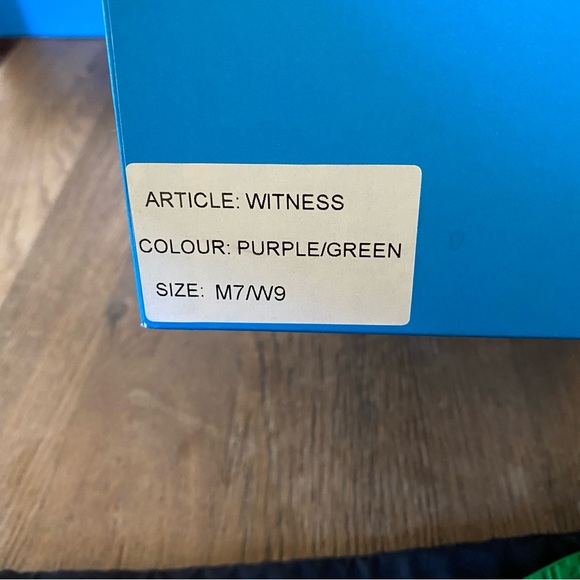 ARTICLE: WITNESS
COLOUR: PURPLE/GREEN
SIZE: M7/W9